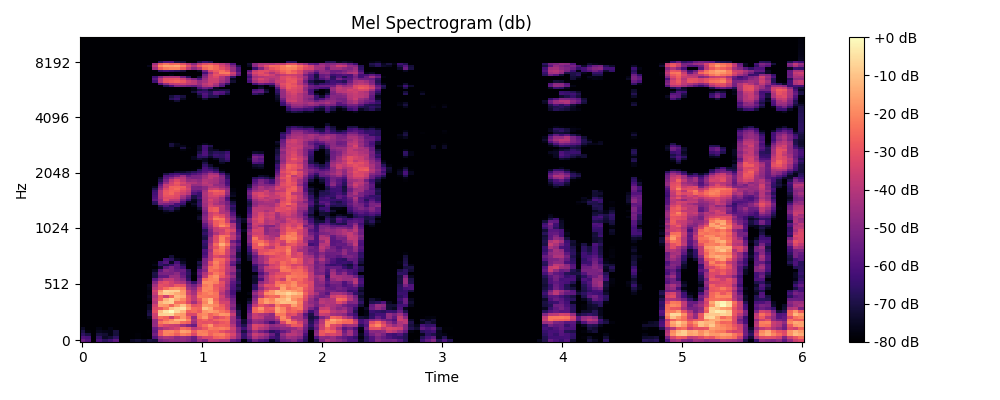 Mel Spectrogram (db)
Hz
8192
4096
2048
1024
512
0
0 1 2 3 4 5 6
Time
+0 dB
-10 dB
-20 dB
-30 dB
-40 dB
-50 dB
-60 dB
-70 dB
-80 dB